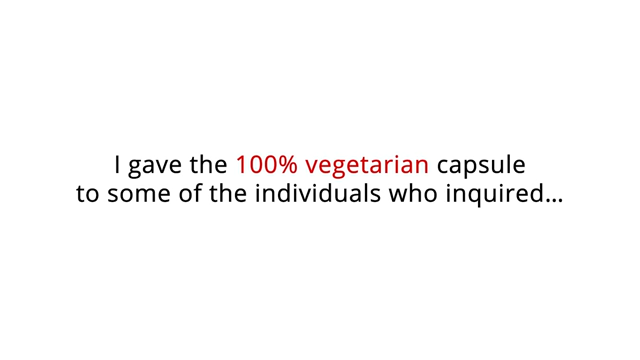 I gave the 100% vegetarian capsule
to some of the individuals who inquired...